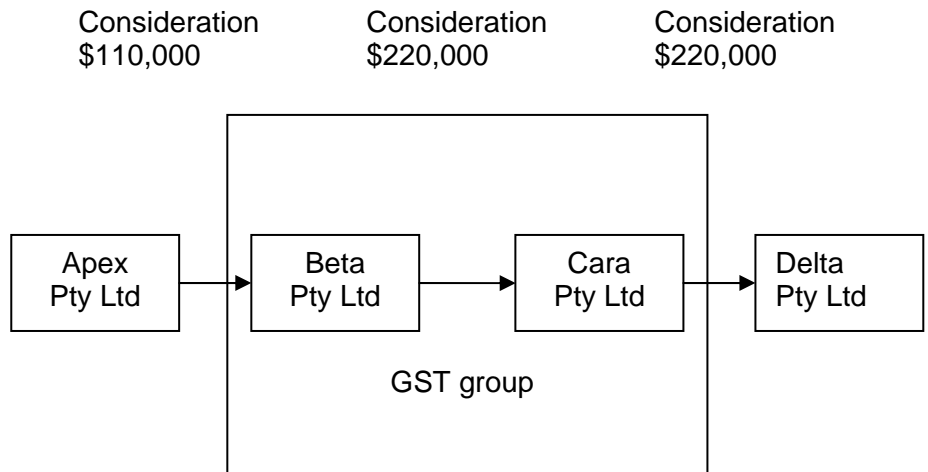 Consideration
$110,000
Consideration
$220,000
Consideration
$220,000
Apex
Pty Ltd
Beta
Pty Ltd
Cara
Pty Ltd
Delta
Pty Ltd
GST group